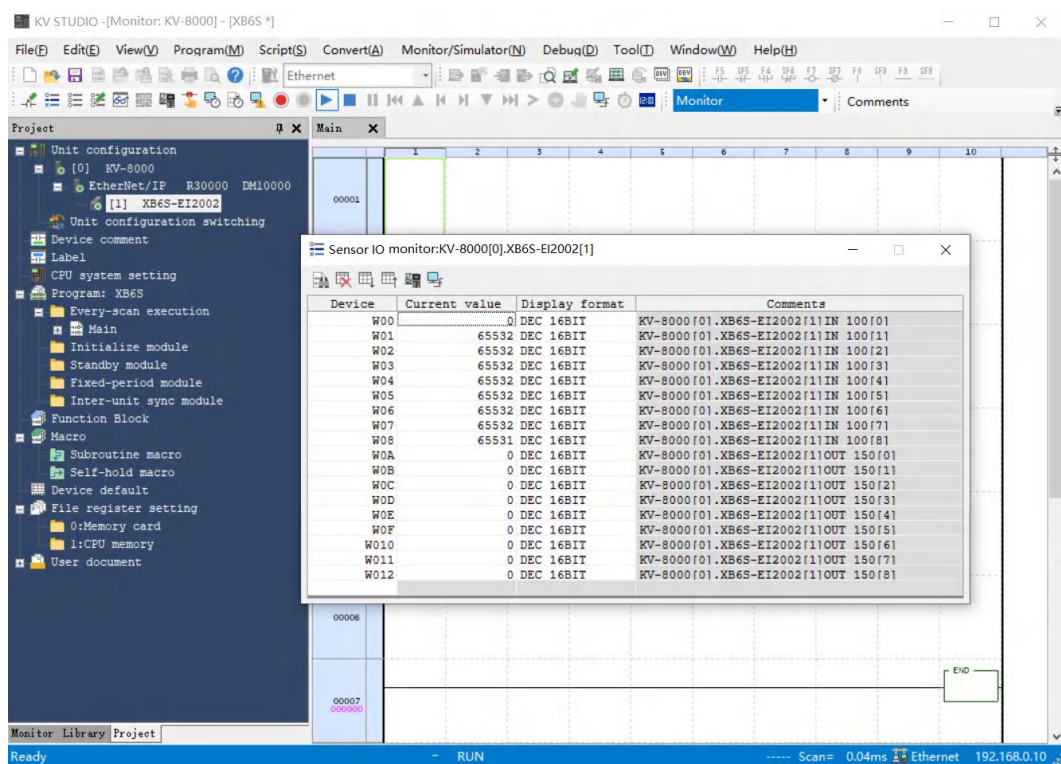 KV STUDIO -[Monitor: KV-8000] - [XB6S *]
File(F) Edit(E) View(V) Program(M) Script(S) Convert(A) Monitor/Simulator(N) Debug(D) Tool(T) Window(W) Help(H)
Ethernet
F5 SF5 F4 SF4 F7 SF7 F8 SF8 F9 SF9
Monitor Comments
Project
Main
Unit configuration
[0] KV-8000
EtherNet/IP R30000 DM10000
[1] XB6S-EI2002
Unit configuration switching
Device comment
Label
CPU system setting
Program: XB6S
Every-scan execution
Main
Initialize module
Standby module
Fixed-period module
Inter-unit sync module
Function Block
Macro
Subroutine macro
Self-hold macro
Device default
File register setting
0:Memory card
1:CPU memory
User document
Monitor Library Project
1 2 3 4 5 6 7 8 9 10
00001
Sensor IO monitor:KV-8000[0].XB6S-EI2002[1]
Device Current value Display format Comments
W00 0 DEC 16BIT KV-8000[0].XB6S-EI2002[1]IN 100[0]
W01 65532 DEC 16BIT KV-8000[0].XB6S-EI2002[1]IN 100[1]
W02 65532 DEC 16BIT KV-8000[0].XB6S-EI2002[1]IN 100[2]
W03 65532 DEC 16BIT KV-8000[0].XB6S-EI2002[1]IN 100[3]
W04 65532 DEC 16BIT KV-8000[0].XB6S-EI2002[1]IN 100[4]
W05 65532 DEC 16BIT KV-8000[0].XB6S-EI2002[1]IN 100[5]
W06 65532 DEC 16BIT KV-8000[0].XB6S-EI2002[1]IN 100[6]
W07 65532 DEC 16BIT KV-8000[0].XB6S-EI2002[1]IN 100[7]
W08 65531 DEC 16BIT KV-8000[0].XB6S-EI2002[1]IN 100[8]
W0A 0 DEC 16BIT KV-8000[0].XB6S-EI2002[1]OUT 150[0]
W0B 0 DEC 16BIT KV-8000[0].XB6S-EI2002[1]OUT 150[1]
W0C 0 DEC 16BIT KV-8000[0].XB6S-EI2002[1]OUT 150[2]
W0D 0 DEC 16BIT KV-8000[0].XB6S-EI2002[1]OUT 150[3]
W0E 0 DEC 16BIT KV-8000[0].XB6S-EI2002[1]OUT 150[4]
W0F 0 DEC 16BIT KV-8000[0].XB6S-EI2002[1]OUT 150[5]
W010 0 DEC 16BIT KV-8000[0].XB6S-EI2002[1]OUT 150[6]
W011 0 DEC 16BIT KV-8000[0].XB6S-EI2002[1]OUT 150[7]
W012 0 DEC 16BIT KV-8000[0].XB6S-EI2002[1]OUT 150[8]
00006
END
00007
000000
Ready - RUN ----- Scan= 0.04ms Ethernet 192.168.0.10